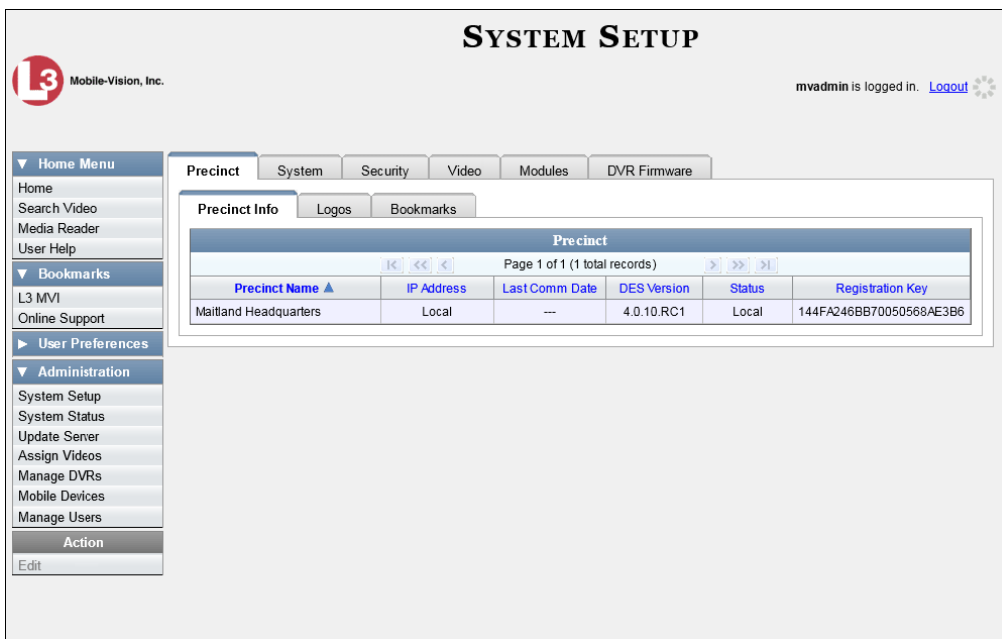 SYSTEM SETUP
L3 Mobile-Vision, Inc.
mvadmin is logged in. Logout
▼ Home Menu
Home
Search Video
Media Reader
User Help
▼ Bookmarks
L3 MVI
Online Support
▶ User Preferences
▼ Administration
System Setup
System Status
Update Server
Assign Videos
Manage DVRs
Mobile Devices
Manage Users
Action
Edit
Precinct System Security Video Modules DVR Firmware
Precinct Info Logos Bookmarks
Precinct
|< << < Page 1 of 1 (1 total records) > >> >|
Precinct Name ▲ IP Address Last Comm Date DES Version Status Registration Key
Maitland Headquarters Local --- 4.0.10.RC1 Local 144FA246BB70050568AE3B6